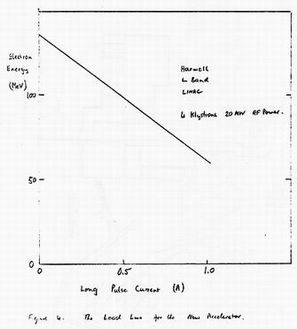 Electron
Energy
(MeV)
Harwell
L Band
LINAC
4 Klystrons 20 MW RF Power.
100
50
0
0 0.5 1.0
Long Pulse Current (A)
Figure 4. The Load Line for the New Accelerator.